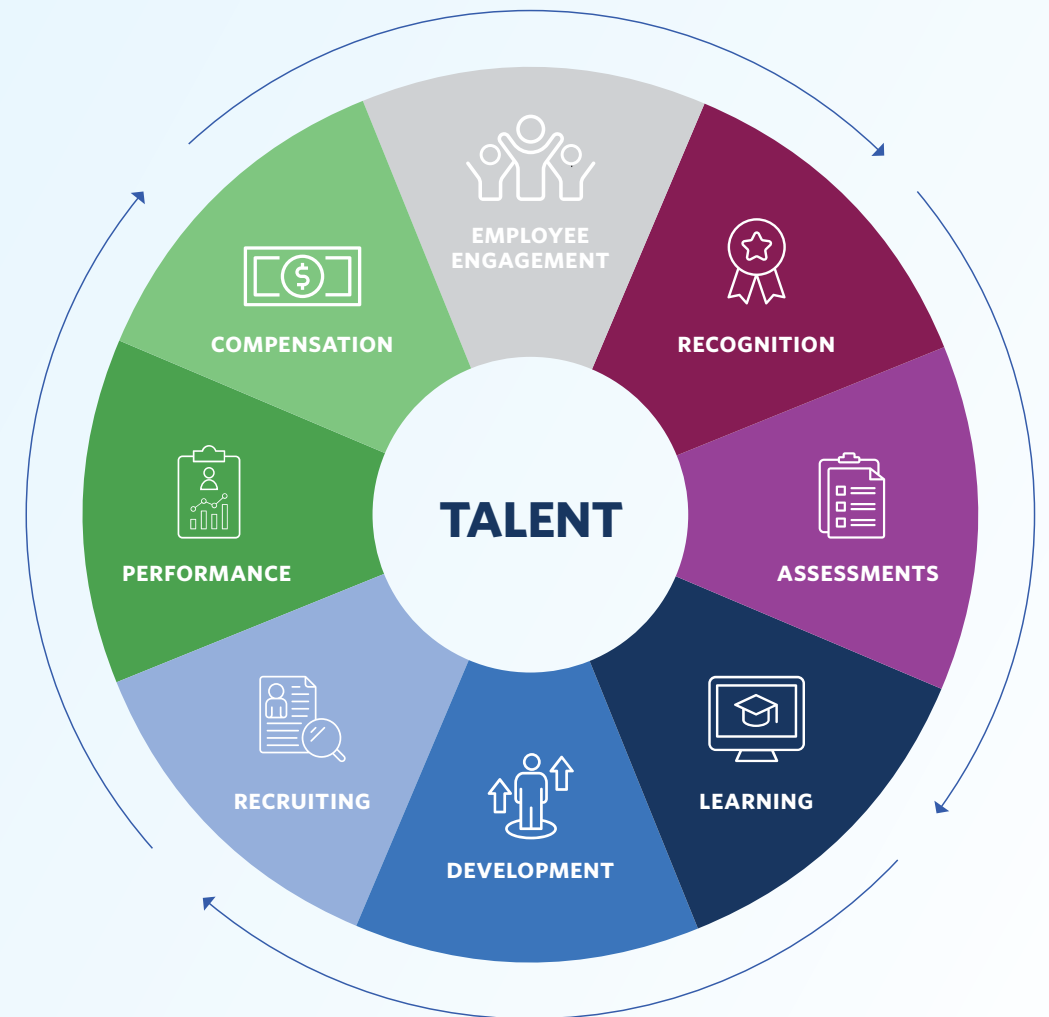 EMPLOYEE
ENGAGEMENT
RECOGNITION
COMPENSATION
TALENT
PERFORMANCE
ASSESSMENTS
RECRUITING
LEARNING
DEVELOPMENT
$